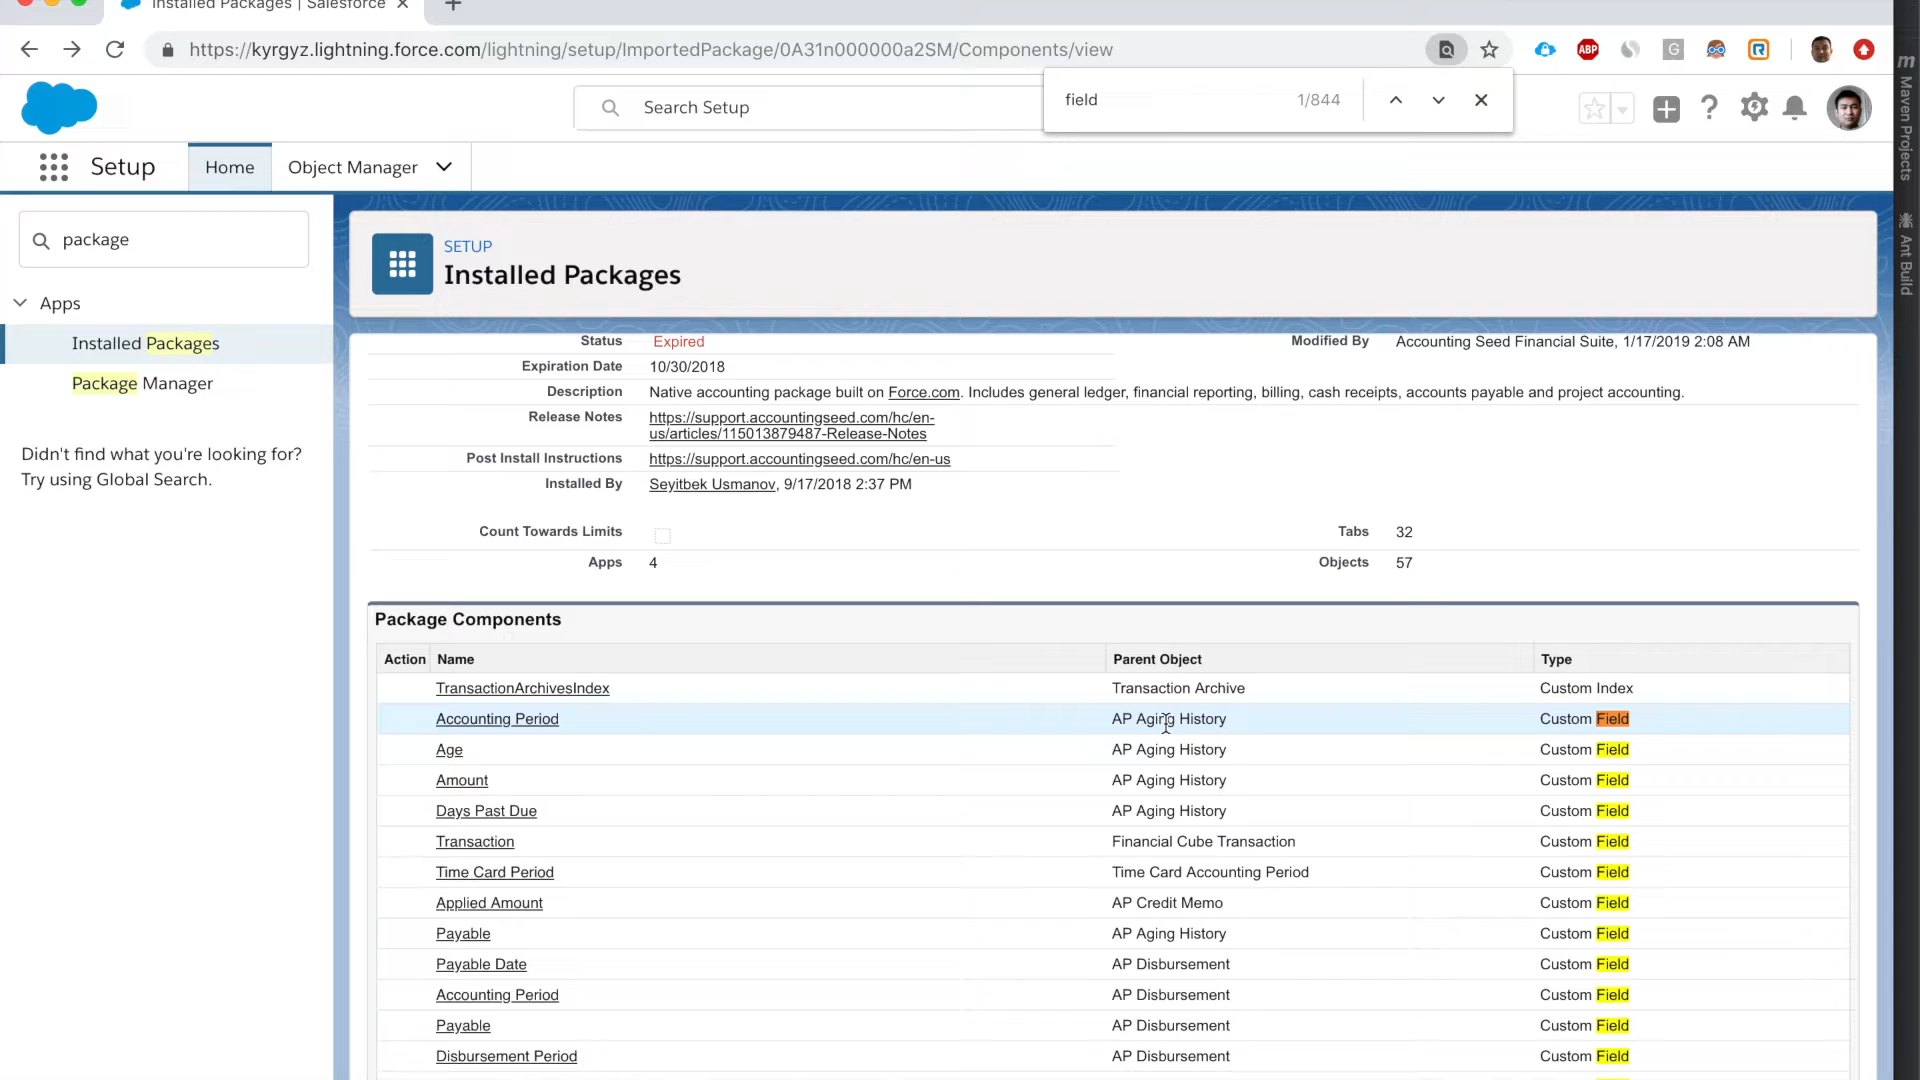 Installed Packages | Salesforce
https://kyrgyz.lightning.force.com/lightning/setup/ImportedPackage/0A31n000000a2SM/Components/view
ABP
G
field
1/844
Search Setup
Setup
Home
Object Manager
m Maven Projects
Ant Build
package
Apps
Installed Packages
Package Manager
Didn't find what you're looking for?
Try using Global Search.
SETUP
Installed Packages
Status Expired Modified By Accounting Seed Financial Suite, 1/17/2019 2:08 AM
Expiration Date 10/30/2018
Description Native accounting package built on Force.com. Includes general ledger, financial reporting, billing, cash receipts, accounts payable and project accounting.
Release Notes https://support.accountingseed.com/hc/en-
us/articles/115013879487-Release-Notes
Post Install Instructions https://support.accountingseed.com/hc/en-us
Installed By Seyitbek Usmanov, 9/17/2018 2:37 PM
Count Towards Limits Tabs 32
Apps 4 Objects 57
Package Components
Action Name Parent Object Type
TransactionArchivesIndex Transaction Archive Custom Index
Accounting Period AP Aging History Custom Field
Age AP Aging History Custom Field
Amount AP Aging History Custom Field
Days Past Due AP Aging History Custom Field
Transaction Financial Cube Transaction Custom Field
Time Card Period Time Card Accounting Period Custom Field
Applied Amount AP Credit Memo Custom Field
Payable AP Aging History Custom Field
Payable Date AP Disbursement Custom Field
Accounting Period AP Disbursement Custom Field
Payable AP Disbursement Custom Field
Disbursement Period AP Disbursement Custom Field